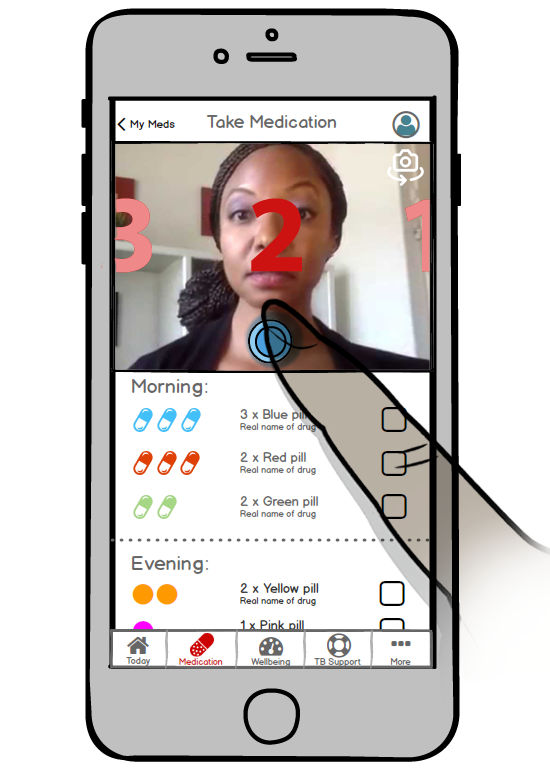 My Meds
Take Medication
3 2 1
Morning:
3 x Blue pill
Real name of drug
2 x Red pill
Real name of drug
2 x Green pill
Real name of drug
Evening:
2 x Yellow pill
Real name of drug
1 x Pink pill
Today
Medication
Wellbeing
TB Support
More